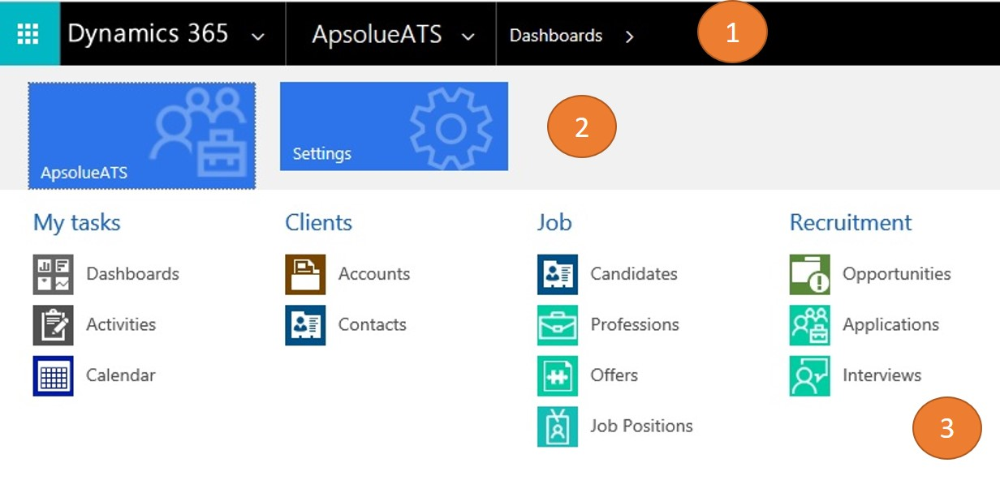 Dynamics 365 ApsolueATS Dashboards 1
ApsolueATS Settings 2
My tasks Clients Job Recruitment
Dashboards Accounts Candidates Opportunities
Activities Contacts Professions Applications
Calendar Offers Interviews
Job Positions 3